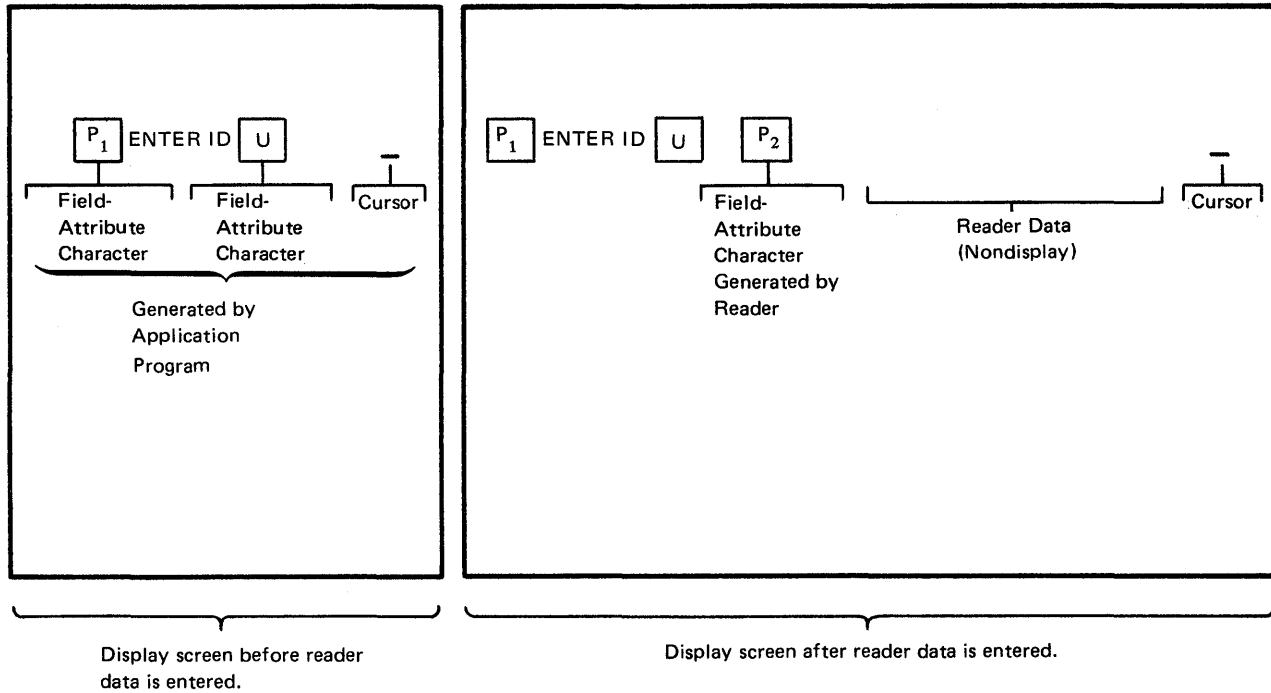 P1 ENTER ID U
Field-
Attribute
Character
Field-
Attribute
Character
Cursor
Generated by
Application
Program
Display screen before reader
data is entered.
P1 ENTER ID U P2
Field-
Attribute
Character
Generated by
Reader
Reader Data
(Nondisplay)
Cursor
Display screen after reader data is entered.